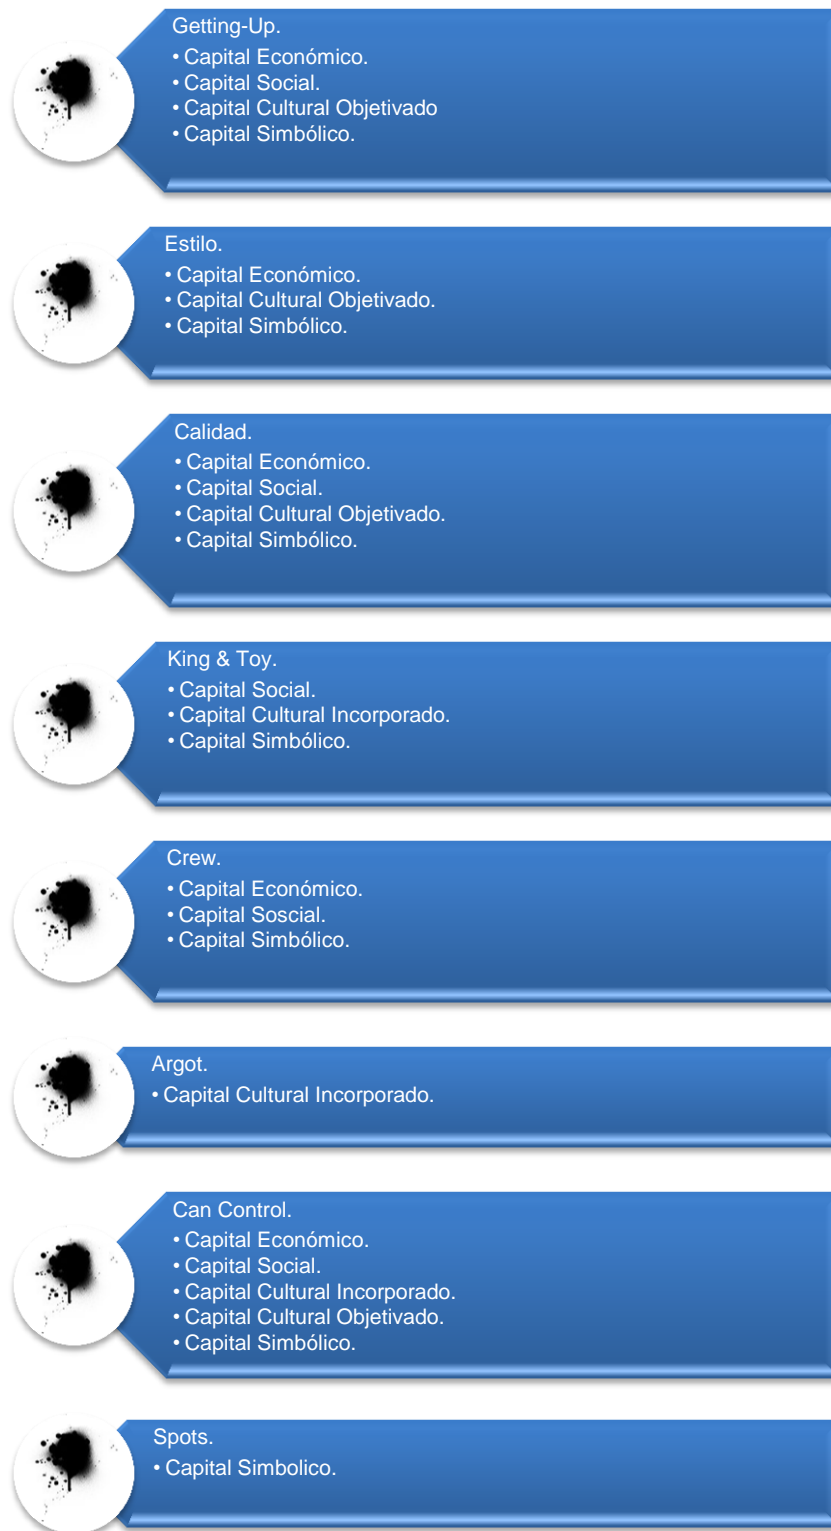 Getting-Up.
• Capital Económico.
• Capital Social.
• Capital Cultural Objetivado
• Capital Simbólico.
Estilo.
• Capital Económico.
• Capital Cultural Objetivado.
• Capital Simbólico.
Calidad.
• Capital Económico.
• Capital Social.
• Capital Cultural Objetivado.
• Capital Simbólico.
King & Toy.
• Capital Social.
• Capital Cultural Incorporado.
• Capital Simbólico.
Crew.
• Capital Económico.
• Capital Soscial.
• Capital Simbólico.
Argot.
• Capital Cultural Incorporado.
Can Control.
• Capital Económico.
• Capital Social.
• Capital Cultural Incorporado.
• Capital Cultural Objetivado.
• Capital Simbólico.
Spots.
• Capital Simbolico.